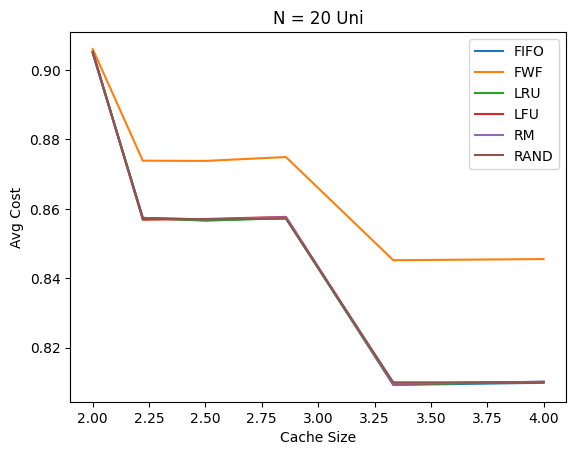 N = 20 Uni
FIFO
FWF
LRU
LFU
RM
RAND
Avg Cost
0.90
0.88
0.86
0.84
0.82
2.00 2.25 2.50 2.75 3.00 3.25 3.50 3.75 4.00
Cache Size